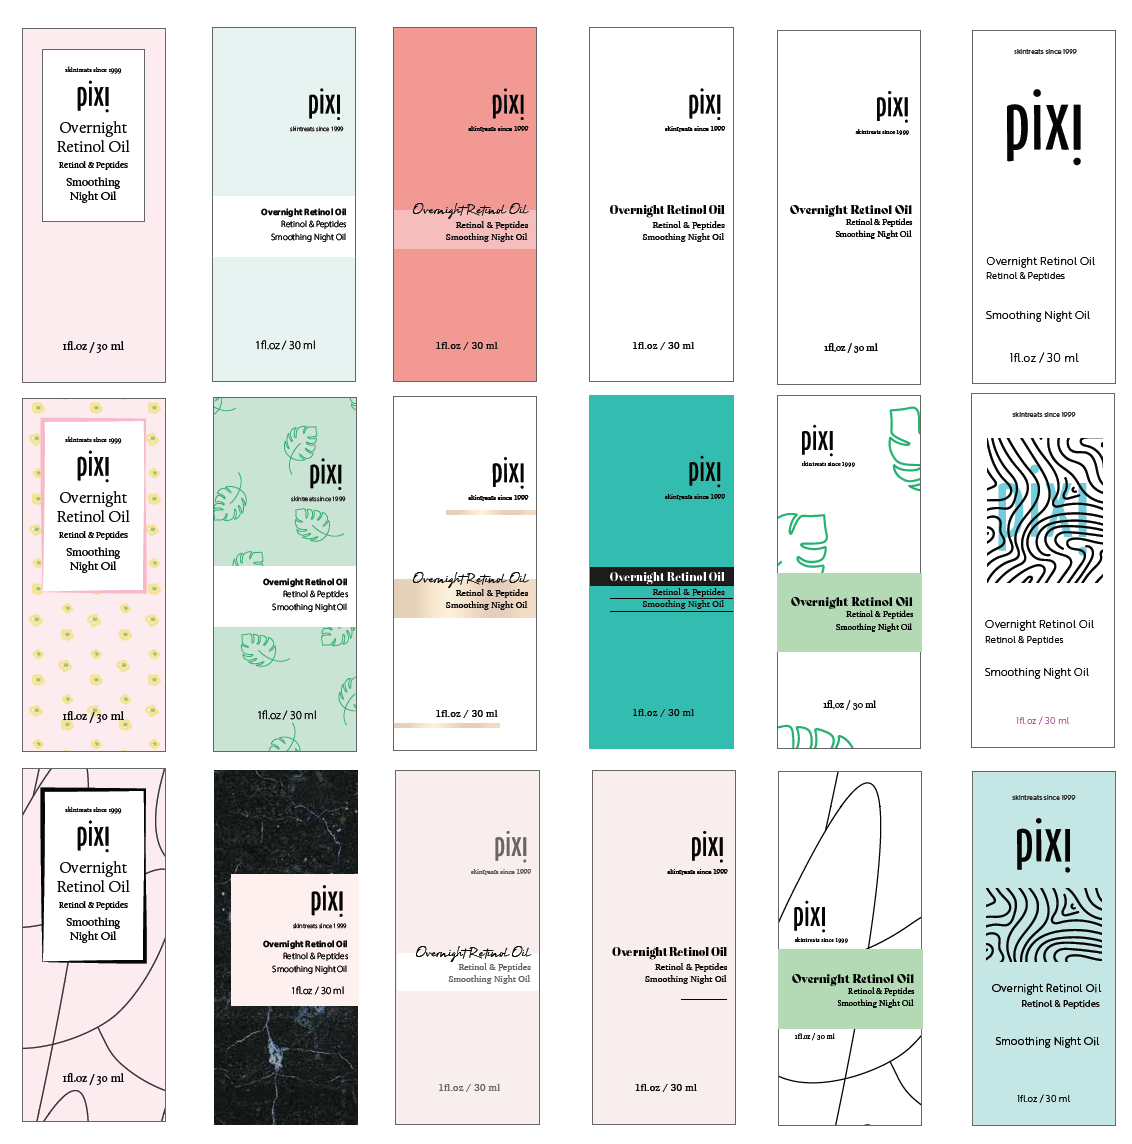 skintreats since 1999
pixi
Overnight
Retinol Oil
Retinol & Peptides
Smoothing
Night Oil
1fl.oz / 30 ml
pixi
skintreats since 1999
Overnight Retinol Oil
Retinol & Peptides
Smoothing Night Oil
1fl.oz / 30 ml
pixi
skintreats since 1999
Overnight Retinol Oil
Retinol & Peptides
Smoothing Night Oil
1fl.oz / 30 ml
pixi
skintreats since 1999
Overnight Retinol Oil
Retinol & Peptides
Smoothing Night Oil
1fl.oz / 30 ml
pixi
skintreats since 1999
Overnight Retinol Oil
Retinol & Peptides
Smoothing Night Oil
1fl,oz / 30 ml
skintreats since 1999
pixi
Overnight Retinol Oil
Retinol & Peptides
Smoothing Night Oil
1fl.oz / 30 ml
skintreats since 1999
pixi
Overnight
Retinol Oil
Retinol & Peptides
Smoothing
Night Oil
1fl.oz / 30 ml
pixi
skintreats since 1999
Overnight Retinol Oil
Retinol & Peptides
Smoothing Night Oil
1fl.oz / 30 ml
pixi
skintreats since 1999
Overnight Retinol Oil
Retinol & Peptides
Smoothing Night Oil
1fl.oz / 30 ml
pixi
skintreats since 1999
Overnight Retinol Oil
Retinol & Peptides
Smoothing Night Oil
1fl.oz / 30 ml
pixi
skintreats since 1999
Overnight Retinol Oil
Retinol & Peptides
Smoothing Night Oil
1fl,oz / 30 ml
skintreats since 1999
pixi
Overnight Retinol Oil
Retinol & Peptides
Smoothing Night Oil
1fl.oz / 30 ml
skintreats since 1999
pixi
Overnight
Retinol Oil
Retinol & Peptides
Smoothing
Night Oil
1fl.oz / 30 ml
pixi
skintreats since 1999
Overnight Retinol Oil
Retinol & Peptides
Smoothing Night Oil
1fl.oz / 30 ml
pixi
skintreats since 1999
Overnight Retinol Oil
Retinol & Peptides
Smoothing Night Oil
1fl.oz / 30 ml
pixi
skintreats since 1999
Overnight Retinol Oil
Retinol & Peptides
Smoothing Night Oil
1fl.oz / 30 ml
pixi
skintreats since 1999
Overnight Retinol Oil
Retinol & Peptides
Smoothing Night Oil
1fl.oz / 30 ml
skintreats since 1999
pixi
Overnight Retinol Oil
Retinol & Peptides
Smoothing Night Oil
1fl.oz / 30 ml